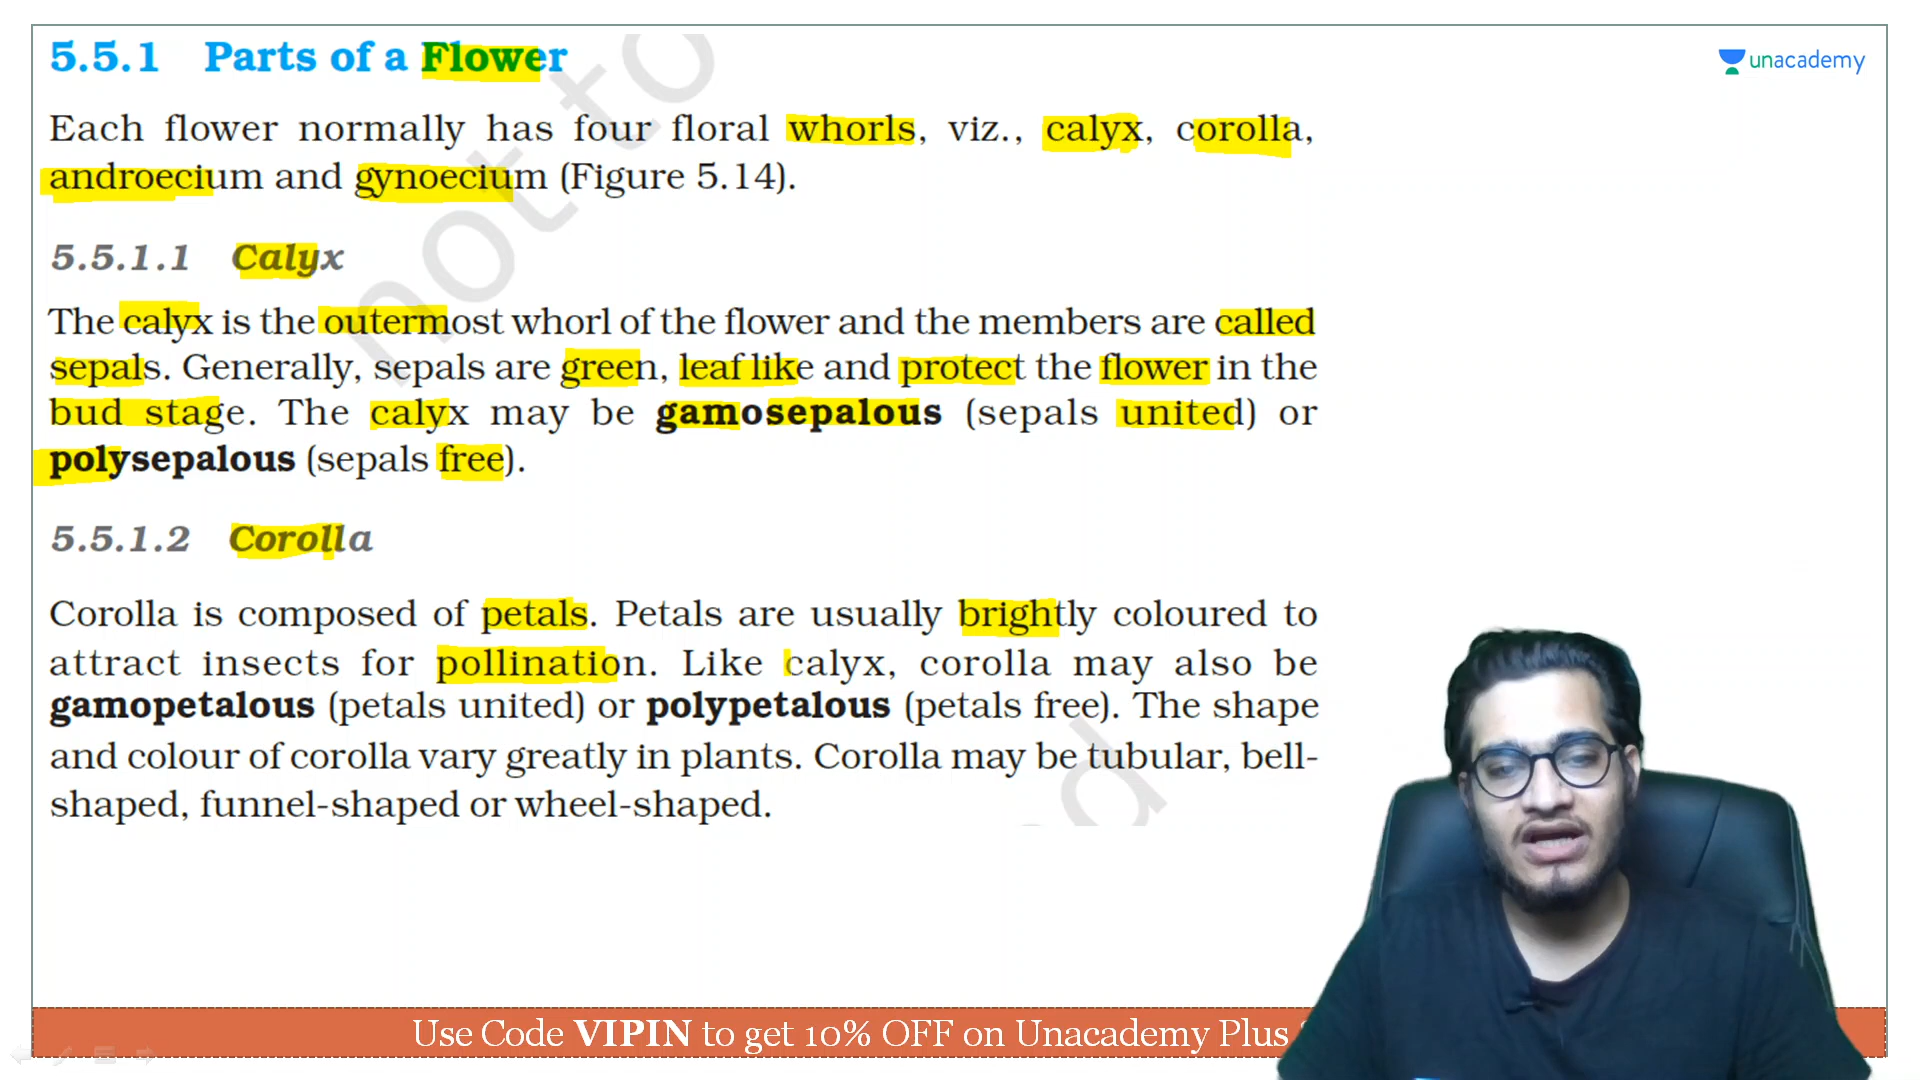 5.5.1 Parts of a Flower
unacademy
Each flower normally has four floral whorls, viz., calyx, corolla,
androecium and gynoecium (Figure 5.14).
5.5.1.1 Calyx
The calyx is the outermost whorl of the flower and the members are called
sepals. Generally, sepals are green, leaf like and protect the flower in the
bud stage. The calyx may be gamosepalous (sepals united) or
polysepalous (sepals free).
5.5.1.2 Corolla
Corolla is composed of petals. Petals are usually brightly coloured to
attract insects for pollination. Like calyx, corolla may also be
gamopetalous (petals united) or polypetalous (petals free). The shape
and colour of corolla vary greatly in plants. Corolla may be tubular, bell-
shaped, funnel-shaped or wheel-shaped.
not to
Use Code VIPIN to get 10% OFF on Unacademy Plus